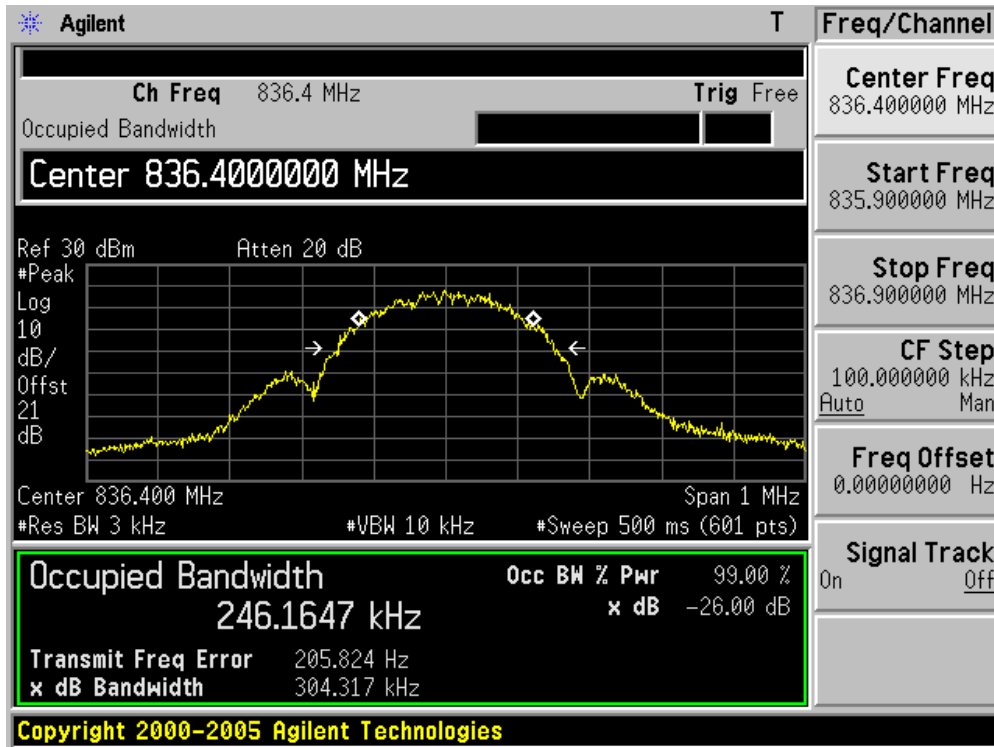 Agilent T Freq/Channel
Ch Freq 836.4 MHz Trig Free
Occupied Bandwidth
Center 836.4000000 MHz
Ref 30 dBm Atten 20 dB
#Peak
Log
10
dB/
Offst
21
dB
Center 836.400 MHz Span 1 MHz
#Res BW 3 kHz #VBW 10 kHz #Sweep 500 ms (601 pts)
Occupied Bandwidth Occ BW % Pwr 99.00 %
246.1647 kHz x dB -26.00 dB
Transmit Freq Error 205.824 Hz
x dB Bandwidth 304.317 kHz
Copyright 2000-2005 Agilent Technologies
Center Freq
836.400000 MHz
Start Freq
835.900000 MHz
Stop Freq
836.900000 MHz
CF Step
100.000000 kHz
Auto Man
Freq Offset
0.00000000 Hz
Signal Track
On Off